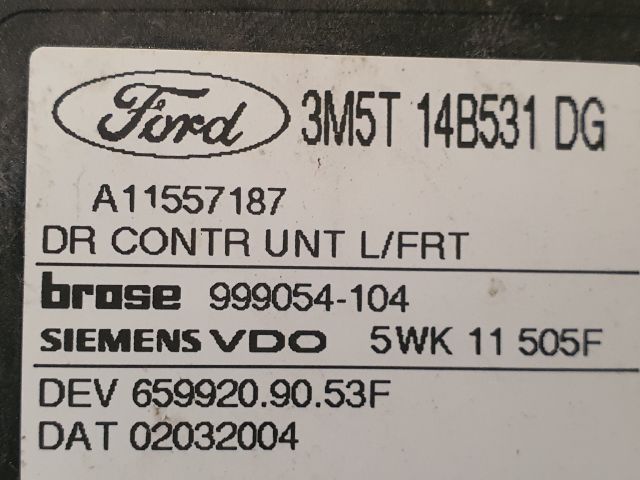 Ford 3M5T 14B531 DG
A11557187
DR CONTR UNT L/FRT
brose 999054-104
SIEMENS VDO 5WK 11 505F
DEV 659920.90.53F
DAT 02032004